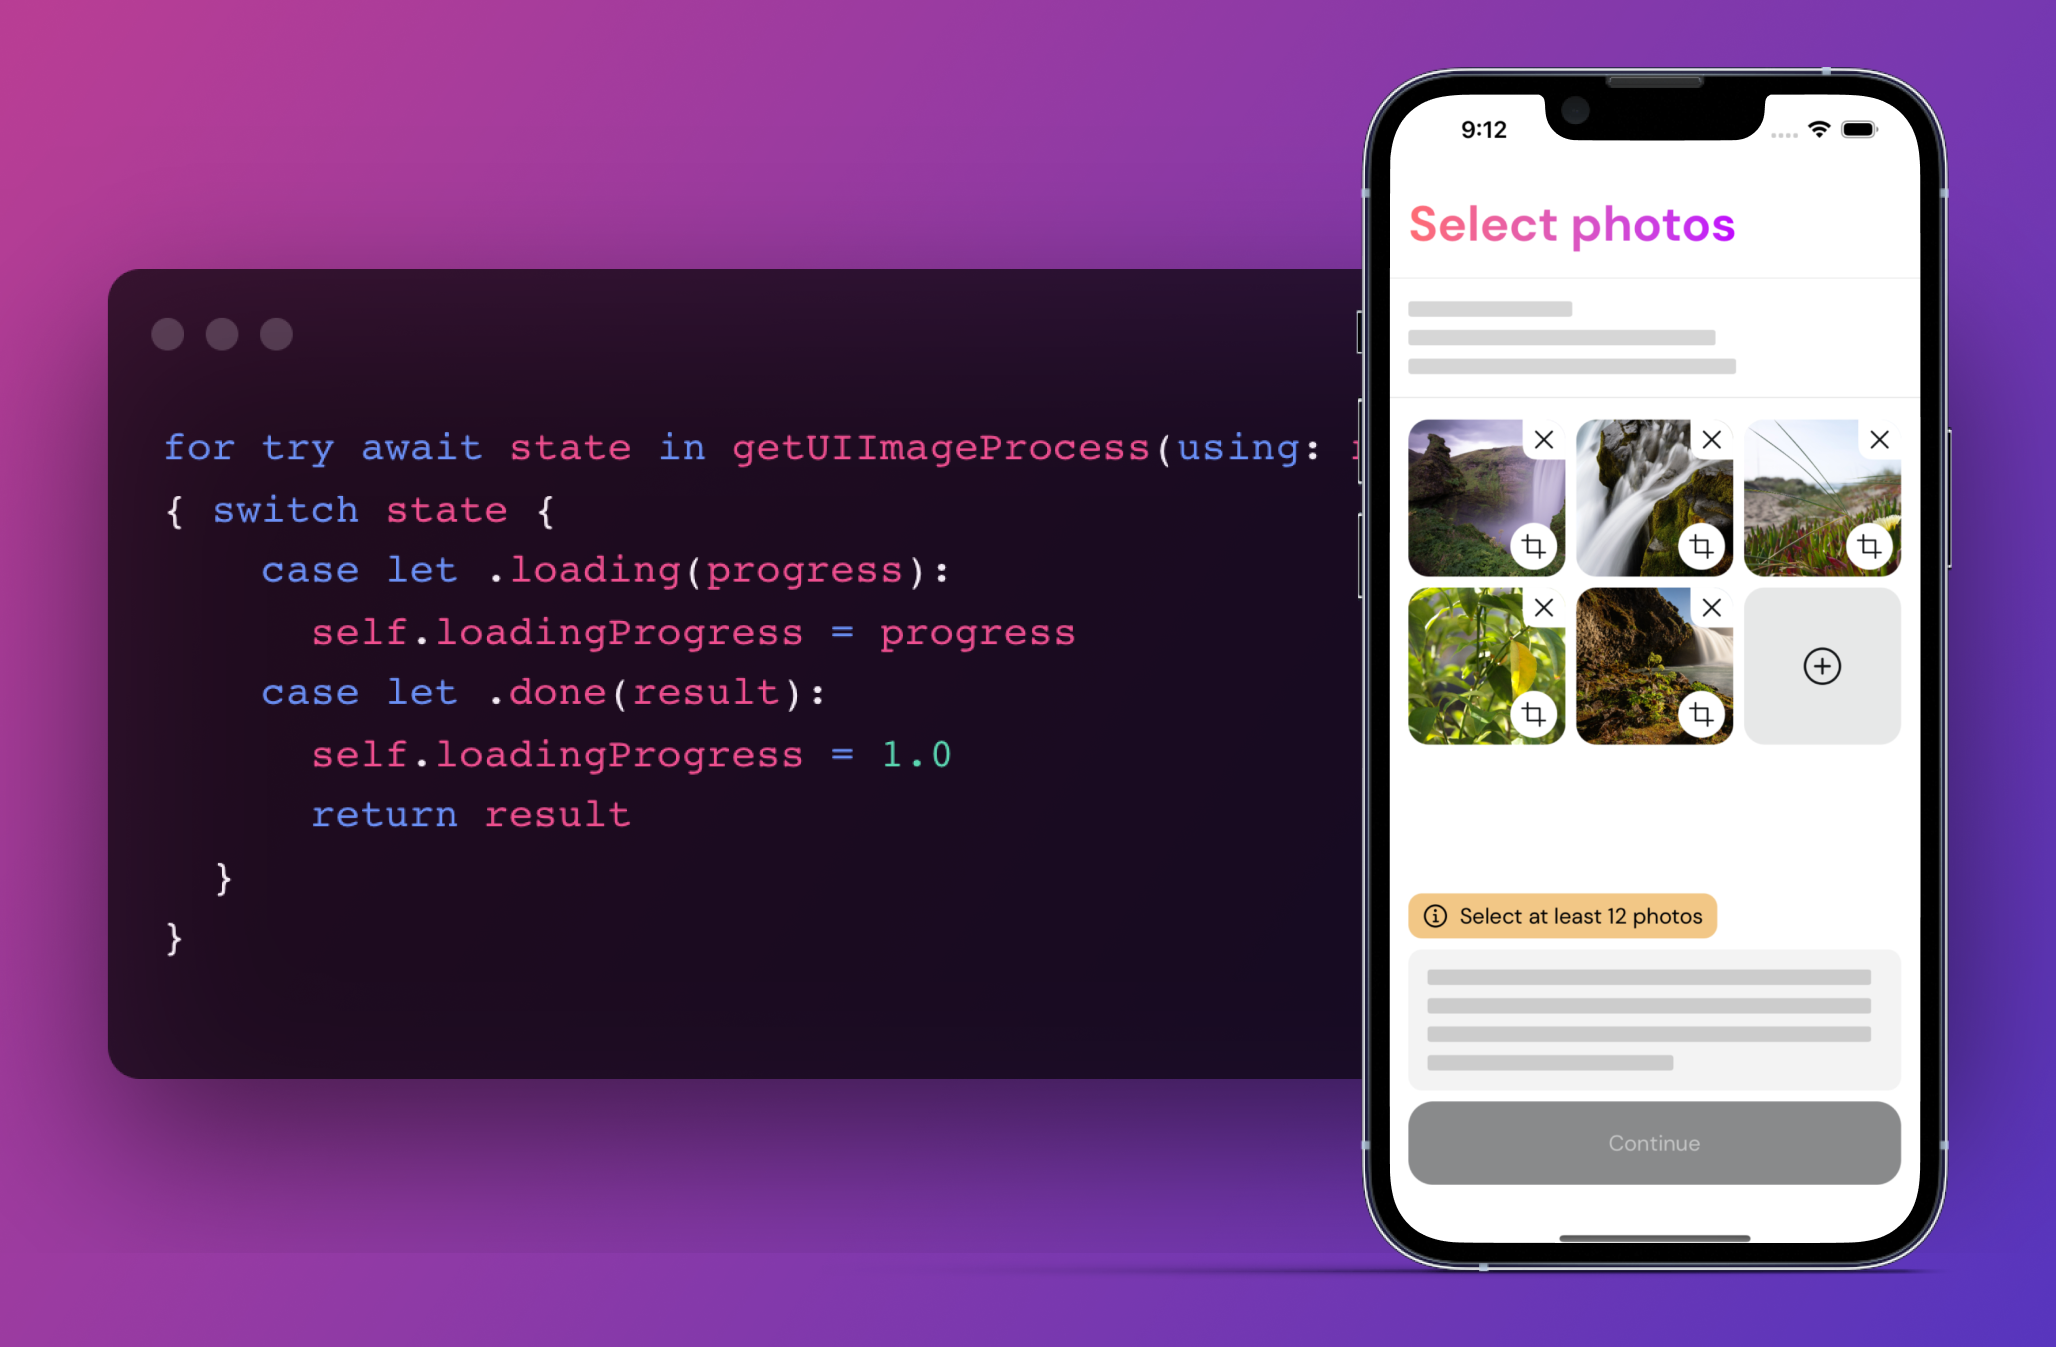 for try await state in getUIImageProcess(using:
{ switch state {
case let .loading(progress):
self.loadingProgress = progress
case let .done(result):
self.loadingProgress = 1.0
return result
}
}
9:12
Select photos
Select at least 12 photos
Continue